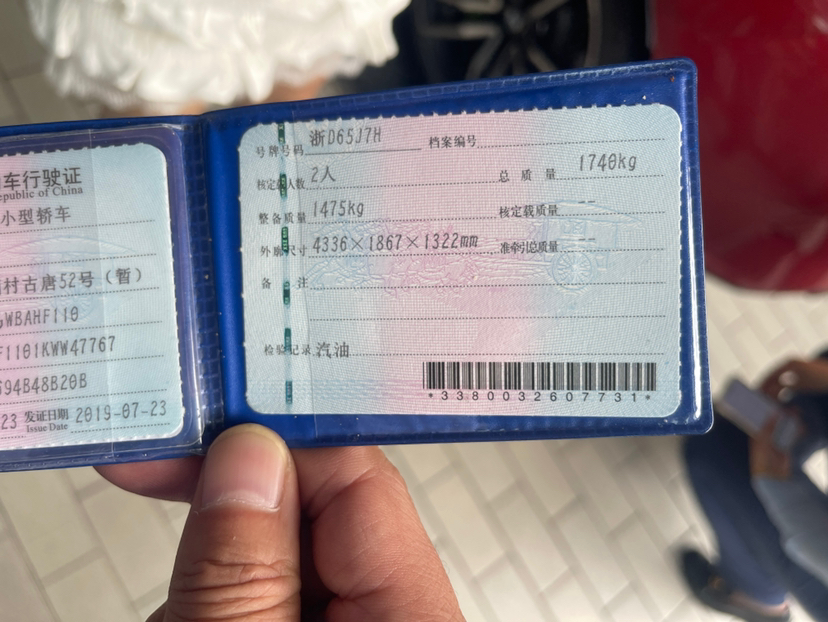 车行驶证
epublic of China
小型轿车
村古唐52号（暂）
WBAHF110
F1101KWW47767
694B48B20B
23 发证日期 2019-07-23
Issue Date
号牌号码 浙D65J7H 档案编号
核定载人数 2人 总质量 1740kg
整备质量 1475kg 核定载质量 --
外廓尺寸 4336×1867×1322mm 准牵引总质量 --
备注
检验记录 汽油
*3380032607731*